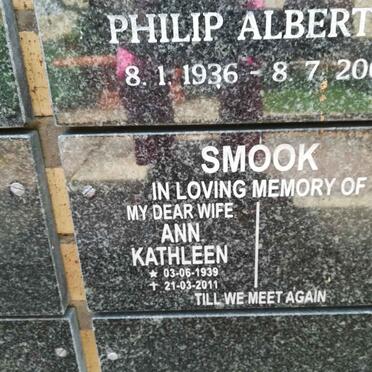 PHILIP ALBERT
8. 1. 1936 - 8. 7. 20
SMOOK
IN LOVING MEMORY OF
MY DEAR WIFE
ANN
KATHLEEN
★ 03-06-1939
✝ 21-03-2011
TILL WE MEET AGAIN